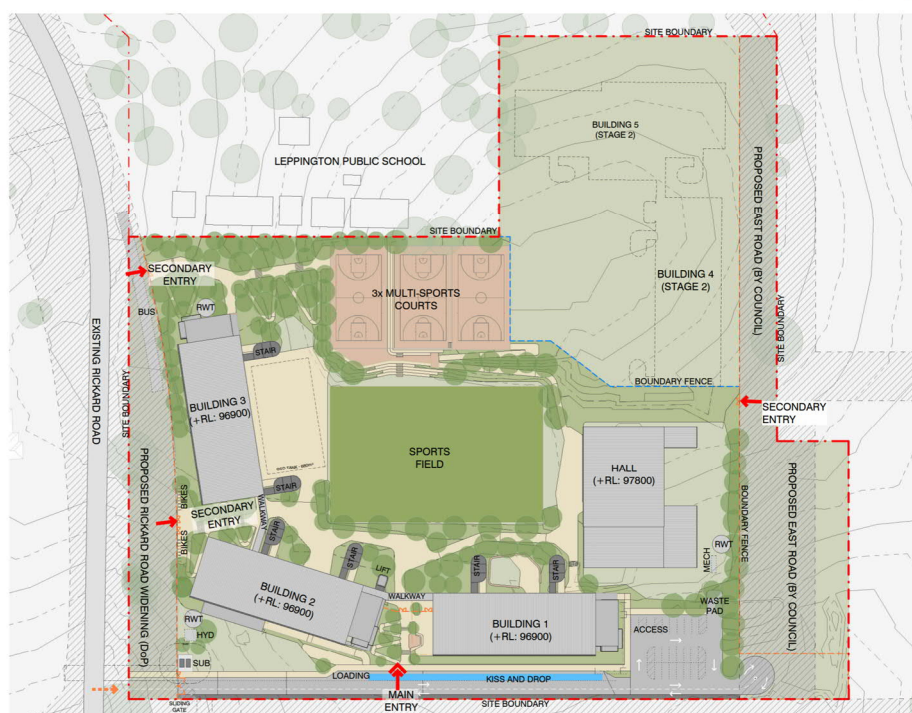 SITE BOUNDARY
BUILDING 5
(STAGE 2)
LEPPINGTON PUBLIC SCHOOL
PROPOSED EAST ROAD (BY COUNCIL)
SITE BOUNDARY
SITE BOUNDARY
SECONDARY
ENTRY
BUS
RWT
3x MULTI-SPORTS
COURTS
BUILDING 4
(STAGE 2)
EXISTING RICKARD ROAD
SITE BOUNDARY
STAIR
BUILDING 3
(+RL: 96900)
BOUNDARY FENCE
SECONDARY
ENTRY
SPORTS
FIELD
HALL
(+RL: 97800)
PROPOSED RICKARD ROAD WIDENING (DoP)
BIKES
STAIR
WALKWAY
SECONDARY
ENTRY
BIKES
STAIR
BOUNDARY FENCE
PROPOSED EAST ROAD (BY COUNCIL)
RWT
MECH
STAIR
LIFT
STAIR
STAIR
BUILDING 2
(+RL: 96900)
WALKWAY
WASTE
PAD
BUILDING 1
(+RL: 96900)
ACCESS
RWT
HYD
SUB
LOADING
KISS AND DROP
MAIN
ENTRY
SLIDING
GATE
SITE BOUNDARY